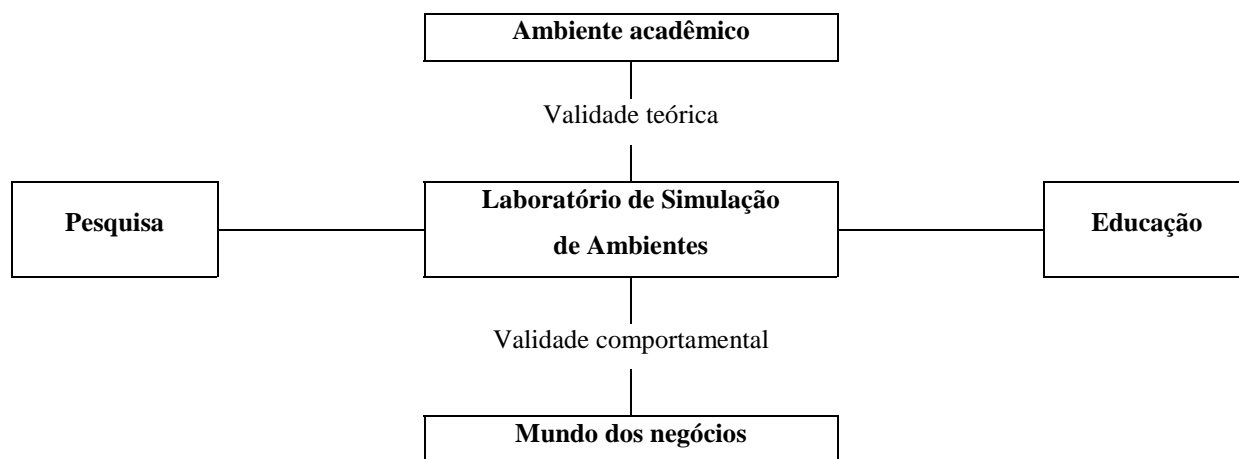 Ambiente acadêmico
Validade teórica
Pesquisa
Laboratório de Simulação
de Ambientes
Educação
Validade comportamental
Mundo dos negócios